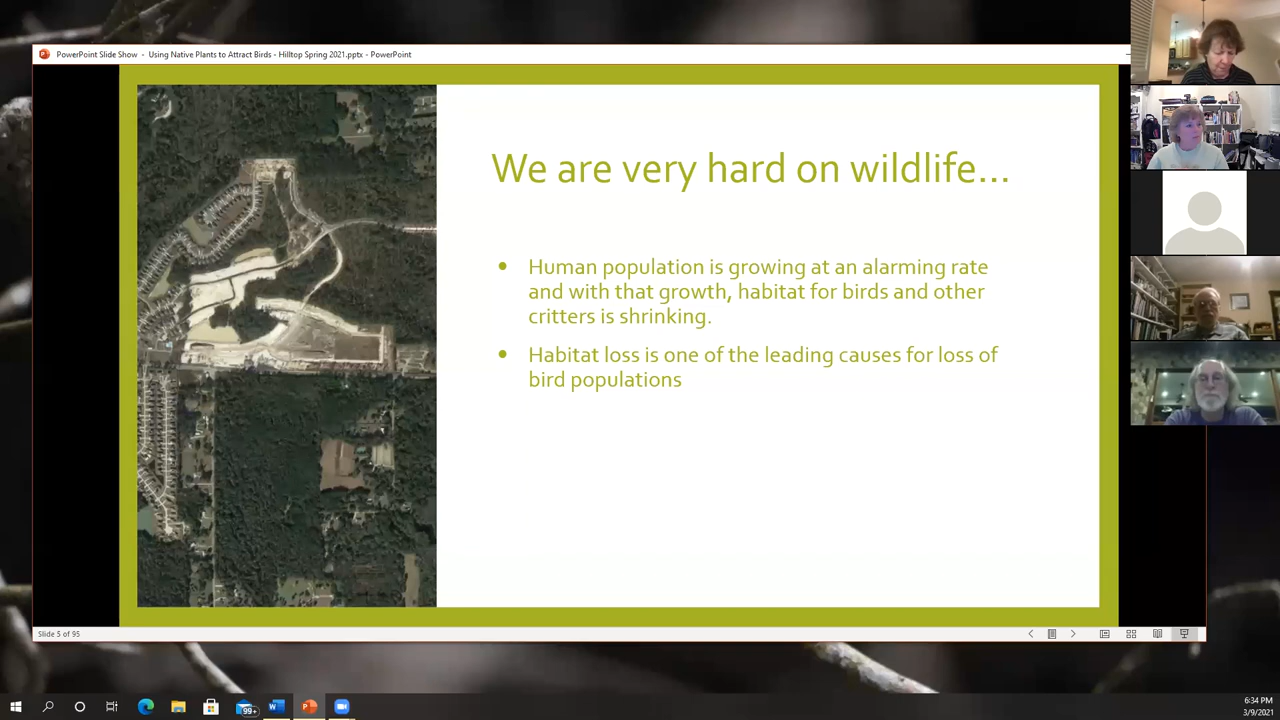 PowerPoint Slide Show - Using Native Plants to Attract Birds - Hilltop Spring 2021.pptx - PowerPoint
We are very hard on wildlife...
• Human population is growing at an alarming rate
and with that growth, habitat for birds and other
critters is shrinking.
• Habitat loss is one of the leading causes for loss of
bird populations
Slide 5 of 95
99+
6:34 PM
3/9/2021